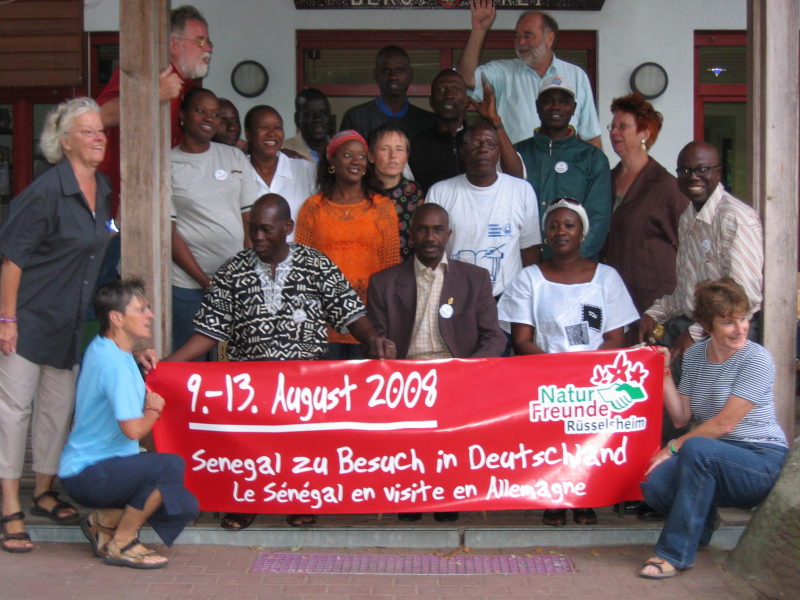 9.-13. August 2008
Natur
Freunde
Rüsselsheim
Senegal zu Besuch in Deutschland
Le Sénégal en visite en Allemagne